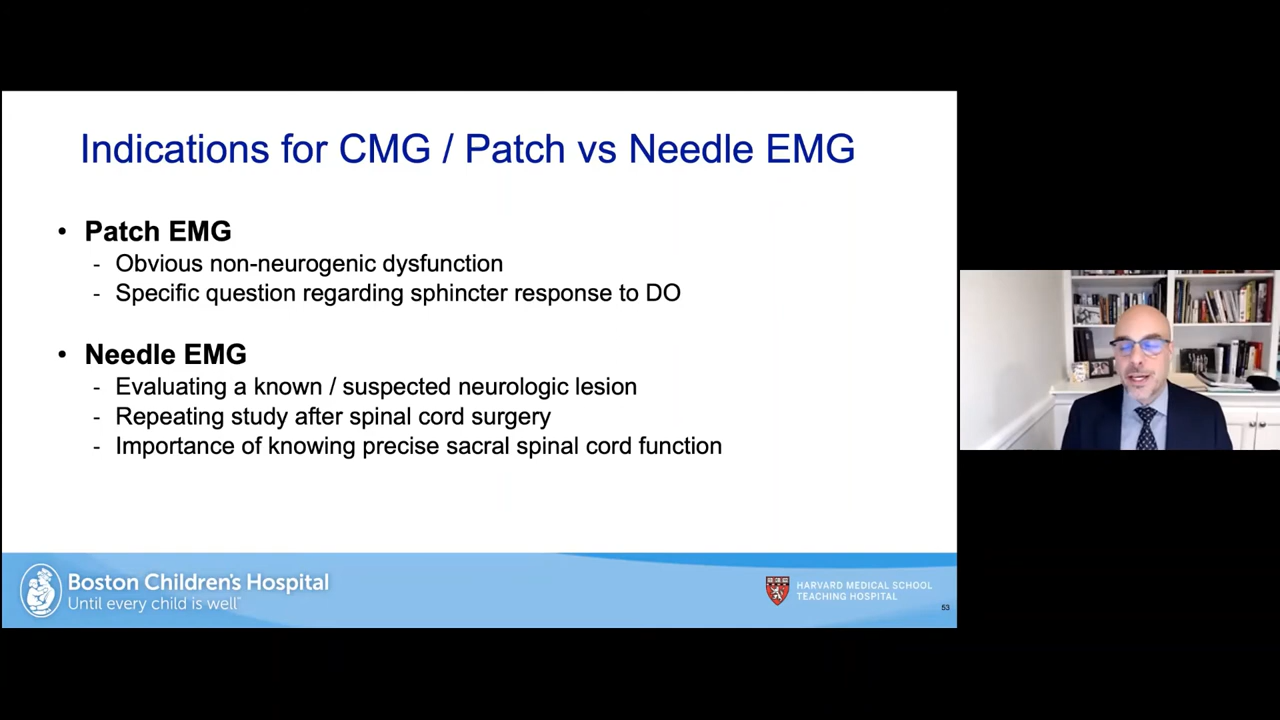 Indications for CMG / Patch vs Needle EMG
• Patch EMG
- Obvious non-neurogenic dysfunction
- Specific question regarding sphincter response to DO
• Needle EMG
- Evaluating a known / suspected neurologic lesion
- Repeating study after spinal cord surgery
- Importance of knowing precise sacral spinal cord function
Boston Children's Hospital
Until every child is well™
HARVARD MEDICAL SCHOOL
TEACHING HOSPITAL
53